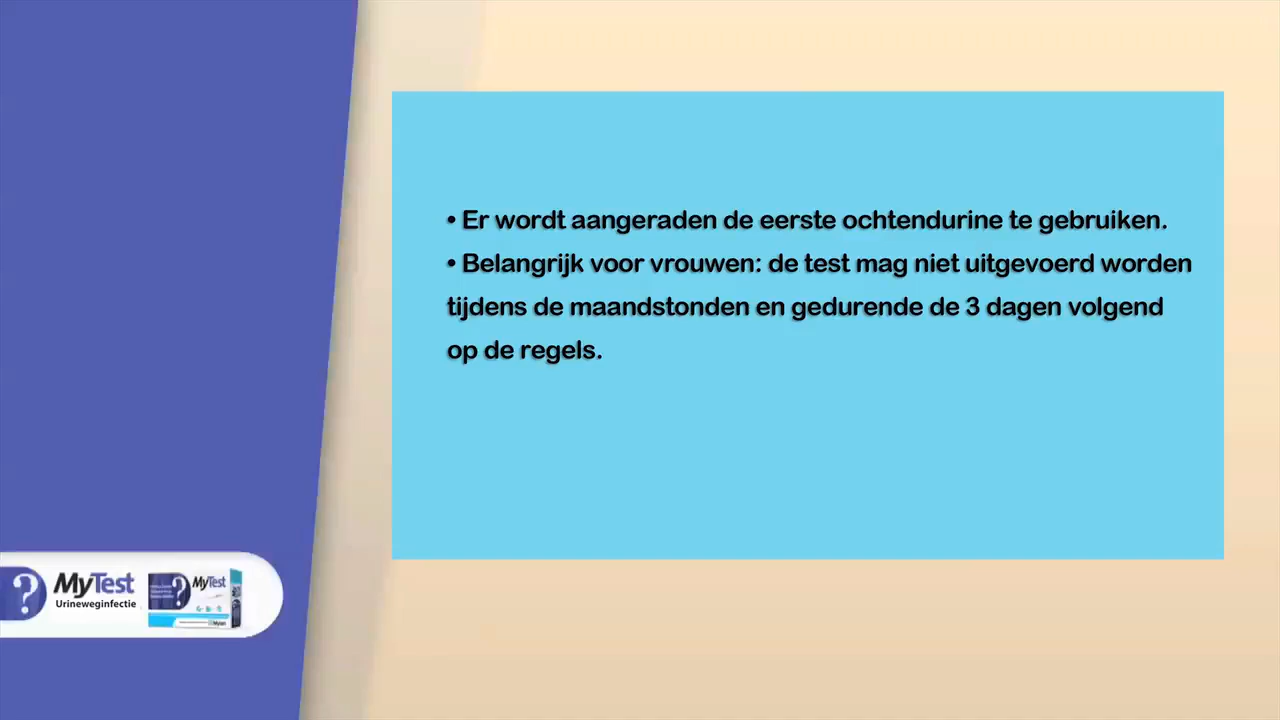 • Er wordt aangeraden de eerste ochtendurine te gebruiken.
• Belangrijk voor vrouwen: de test mag niet uitgevoerd worden
tijdens de maandstonden en gedurende de 3 dagen volgend
op de regels.
? MyTest
Urineweginfectie
? MyTest
Mylan